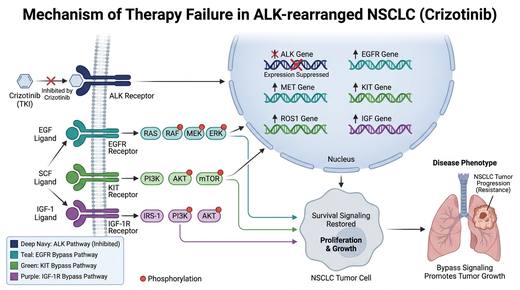 Mechanism of Therapy Failure in ALK-rearranged NSCLC (Crizotinib)
Crizotinib
(TKI)
Inhibited by
Crizotinib
ALK Receptor
ALK Gene
Expression Suppressed
EGFR Gene
MET Gene
KIT Gene
ROS1 Gene
IGF Gene
Nucleus
EGF
Ligand
EGFR
Receptor
RAS
RAF
MEK
ERK
SCF
Ligand
KIT
Receptor
PI3K
AKT
mTOR
IGF-1
Ligand
IGF-1R
Receptor
IRS-1
PI3K
AKT
Survival Signaling
Restored
Proliferation
& Growth
NSCLC Tumor Cell
Disease Phenotype
NSCLC Tumor
Progression
(Resistance)
Bypass Signaling
Promotes Tumor Growth
Deep Navy: ALK Pathway (Inhibited)
Teal: EGFR Bypass Pathway
Green: KIT Bypass Pathway
Purple: IGF-1R Bypass Pathway
Phosphorylation